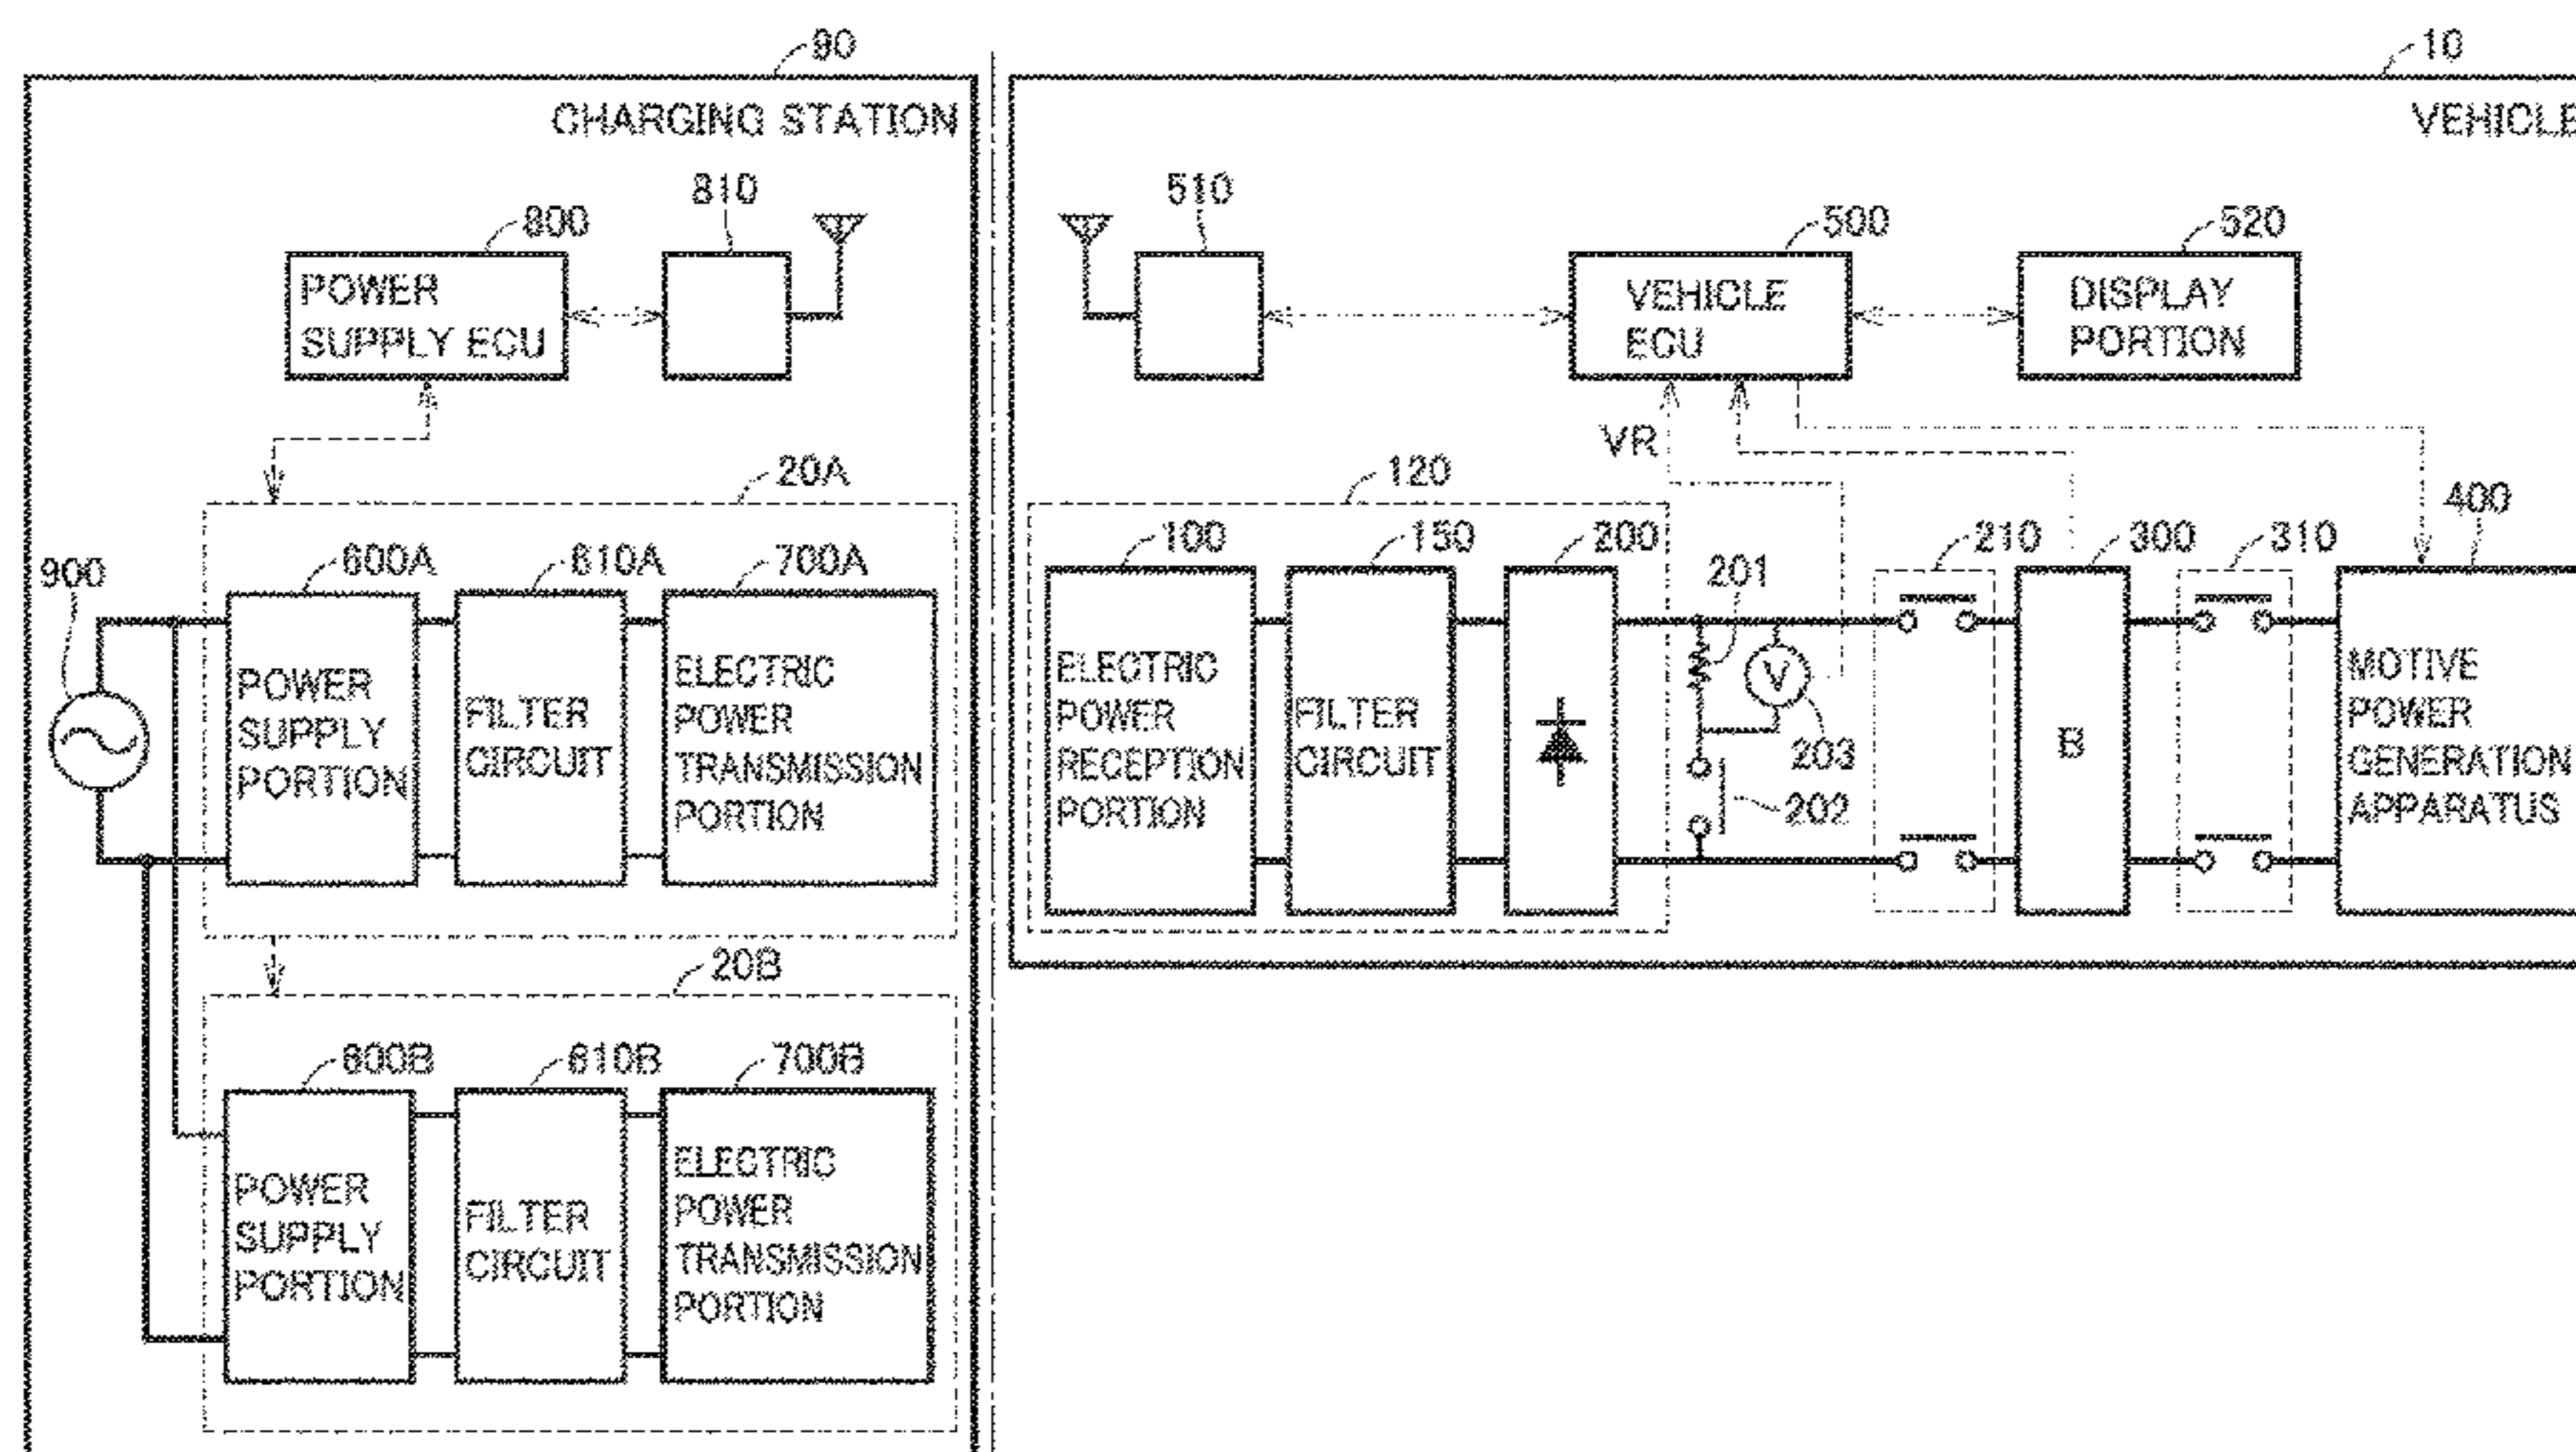 90
CHARGING STATION
800
810
POWER
SUPPLY ECU
20A
900
600A
610A
700A
POWER
SUPPLY
PORTION
FILTER
CIRCUIT
ELECTRIC
POWER
TRANSMISSION
PORTION
20B
600B
610B
700B
POWER
SUPPLY
PORTION
FILTER
CIRCUIT
ELECTRIC
POWER
TRANSMISSION
PORTION
10
VEHICLE
510
500
520
VEHICLE
ECU
DISPLAY
PORTION
VR
120
100
150
200
201
210
300
310
400
ELECTRIC
POWER
RECEPTION
PORTION
FILTER
CIRCUIT
V
203
202
B
MOTIVE
POWER
GENERATION
APPARATUS